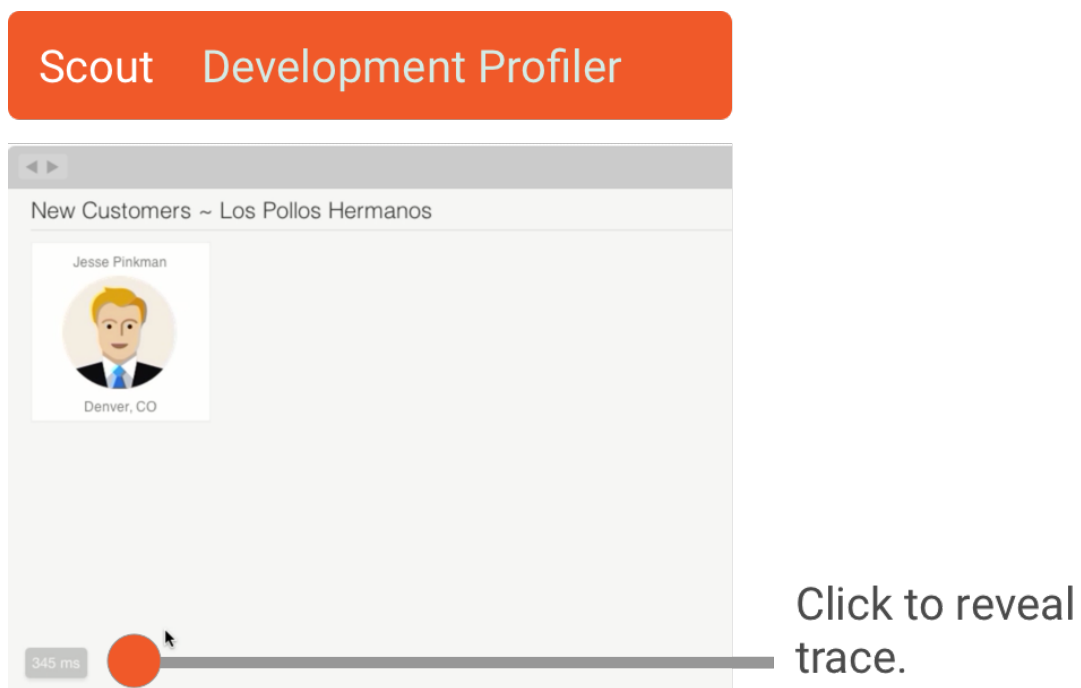 Scout Development Profiler
New Customers ~ Los Pollos Hermanos
Jesse Pinkman
Denver, CO
345 ms
Click to reveal
trace.